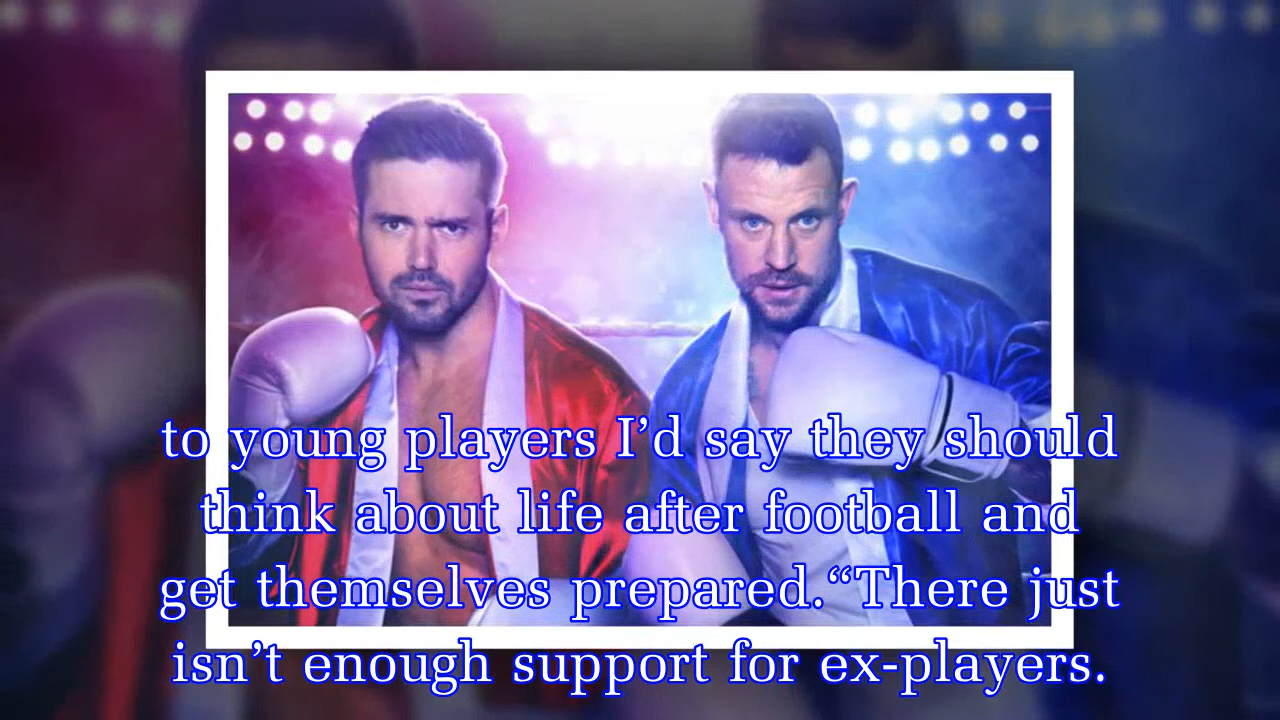 to young players I’d say they should
think about life after football and
get themselves prepared.“There just
isn’t enough support for ex-players.